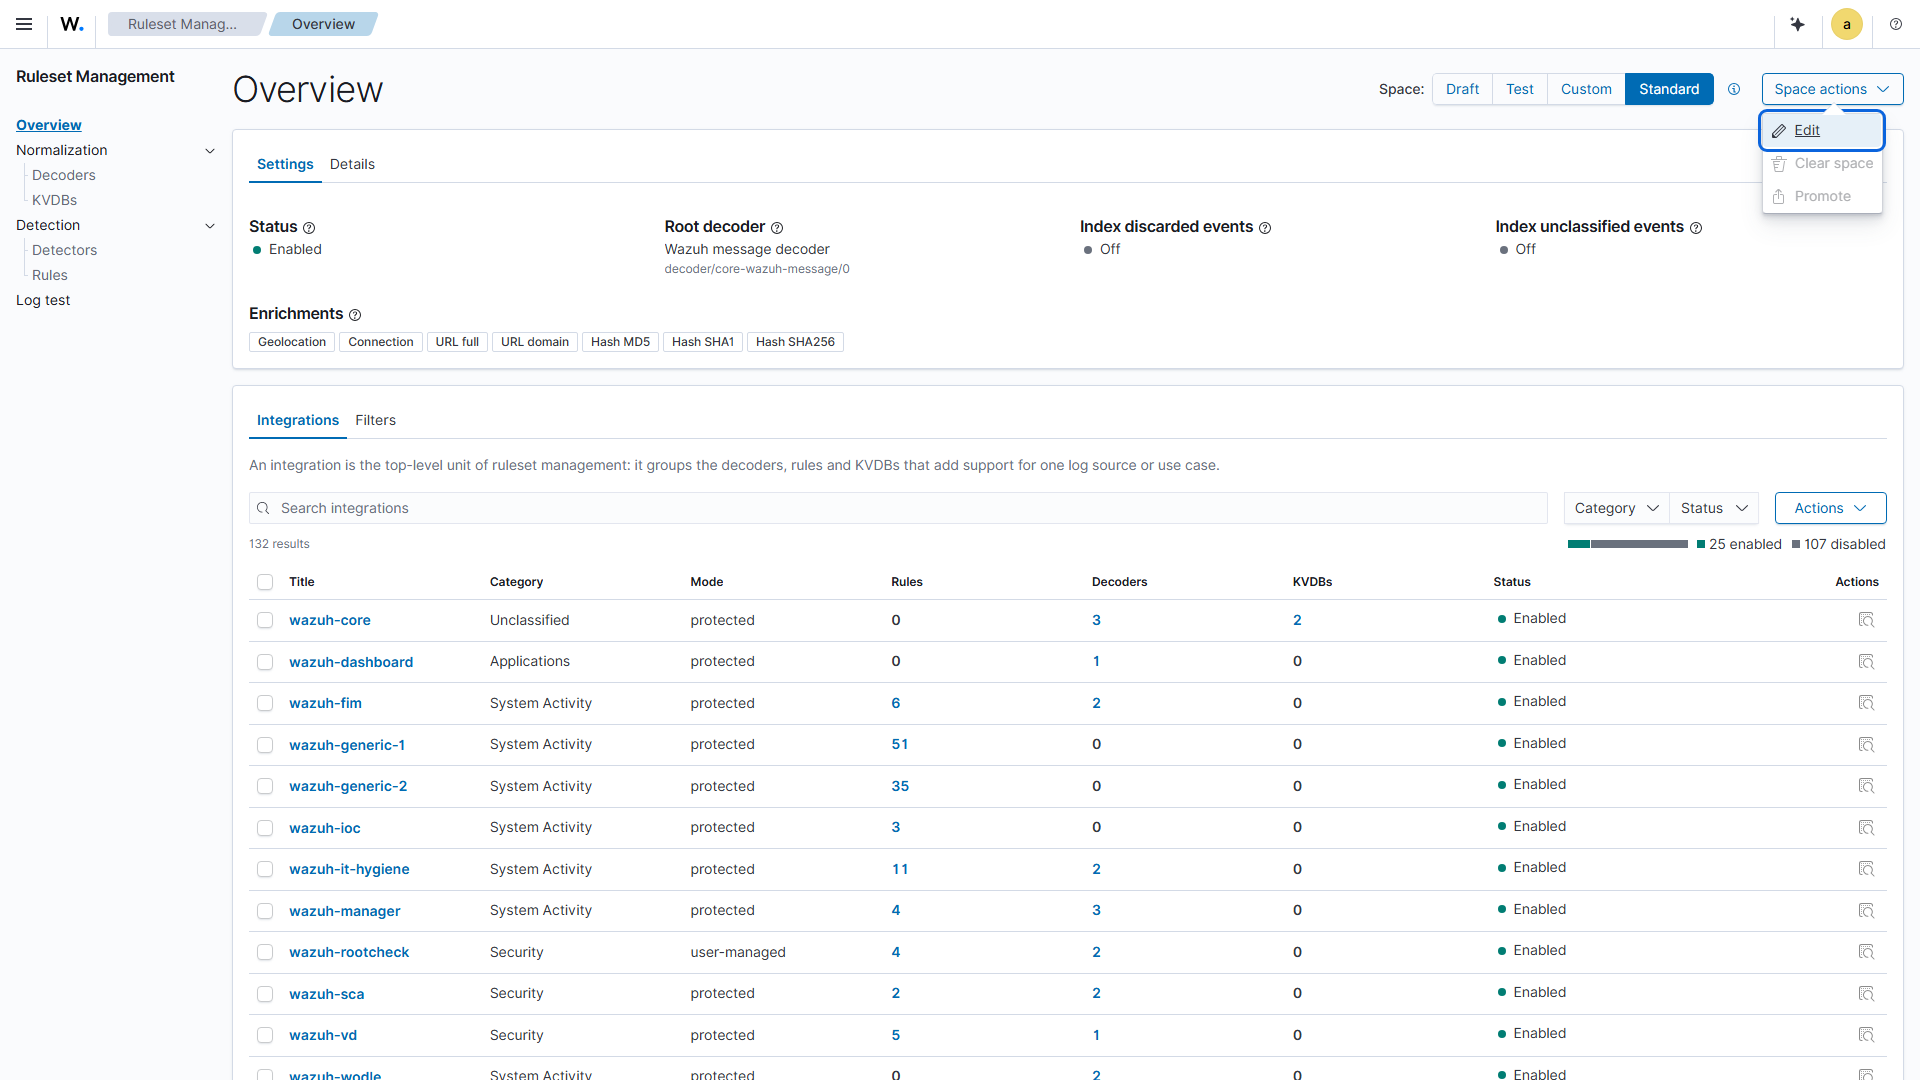 W.
Ruleset Manag...
Overview
a
Ruleset Management
Overview
Normalization
Decoders
KVDBs
Detection
Detectors
Rules
Log test
Overview
Space:
Draft
Test
Custom
Standard
Space actions
Edit
Clear space
Promote
Settings
Details
Status
Enabled
Root decoder
Wazuh message decoder
decoder/core-wazuh-message/0
Index discarded events
Off
Index unclassified events
Off
Enrichments
Geolocation
Connection
URL full
URL domain
Hash MD5
Hash SHA1
Hash SHA256
Integrations
Filters
An integration is the top-level unit of ruleset management: it groups the decoders, rules and KVDBs that add support for one log source or use case.
Search integrations
Category
Status
Actions
132 results
25 enabled
107 disabled
Title Category Mode Rules Decoders KVDBs Status Actions
wazuh-core Unclassified protected 0 3 2 Enabled
wazuh-dashboard Applications protected 0 1 0 Enabled
wazuh-fim System Activity protected 6 2 0 Enabled
wazuh-generic-1 System Activity protected 51 0 0 Enabled
wazuh-generic-2 System Activity protected 35 0 0 Enabled
wazuh-ioc System Activity protected 3 0 0 Enabled
wazuh-it-hygiene System Activity protected 11 2 0 Enabled
wazuh-manager System Activity protected 4 3 0 Enabled
wazuh-rootcheck Security user-managed 4 2 0 Enabled
wazuh-sca Security protected 2 2 0 Enabled
wazuh-vd Security protected 5 1 0 Enabled
wazuh-wodle System Activity protected 0 2 0 Enabled